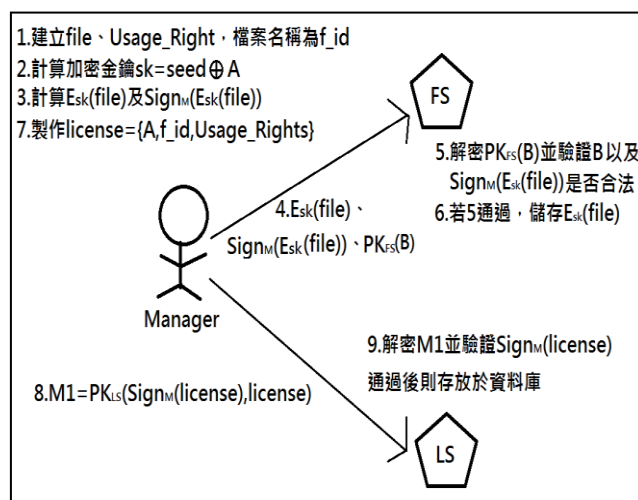 1.建立file、Usage_Right，檔案名稱為f_id
2.計算加密金鑰sk=seed⊕A
3.計算Esk(file)及SignM(Esk(file))
7.製作license={A,f_id,Usage_Rights}
FS
5.解密PKFS(B)並驗證B以及
SignM(Esk(file))是否合法
6.若5通過，儲存Esk(file)
4.Esk(file)、
SignM(Esk(file))、PKFS(B)
Manager
9.解密M1並驗證SignM(license)
通過後則存放於資料庫
8.M1=PKLS(SignM(license),license)
LS